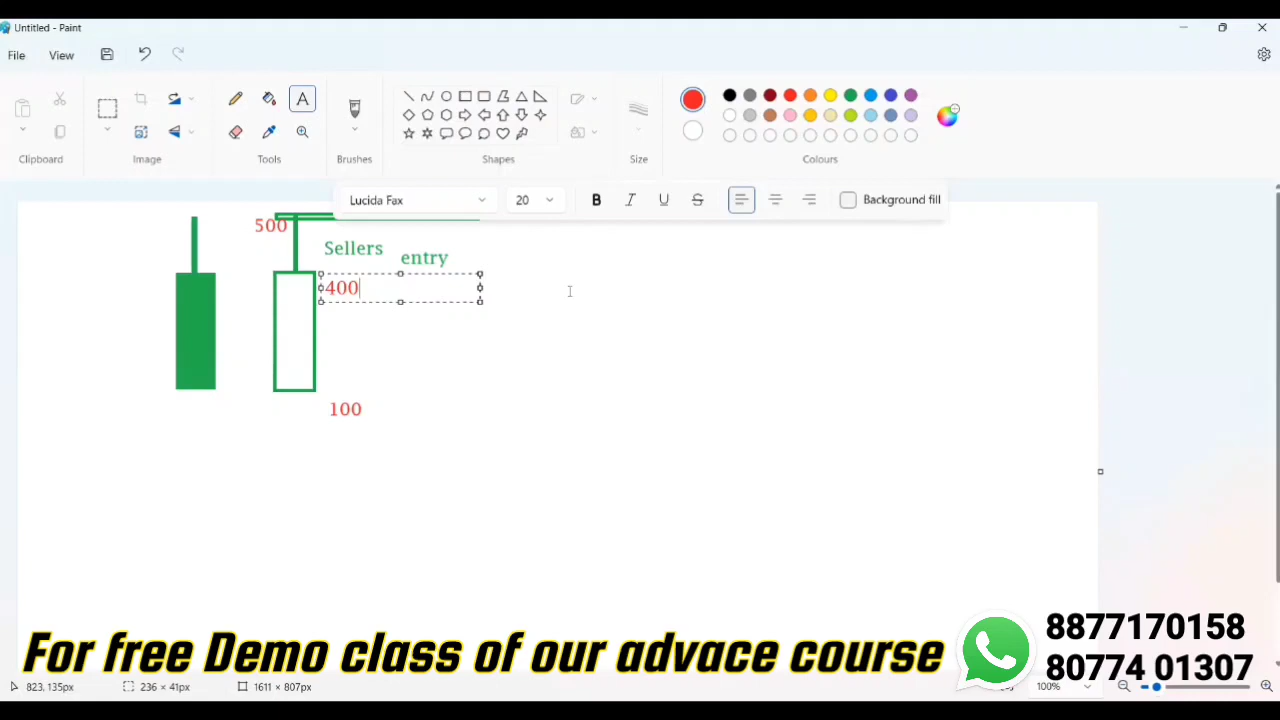 Untitled - Paint
File View
Clipboard Image Tools Brushes Shapes Size Colours
Lucida Fax 20 B I U S Background fill
500
Sellers entry
400
100
For free Demo class of our advace course
8877170158
80774 01307
823, 135px 236 × 41px 1611 × 807px 100%